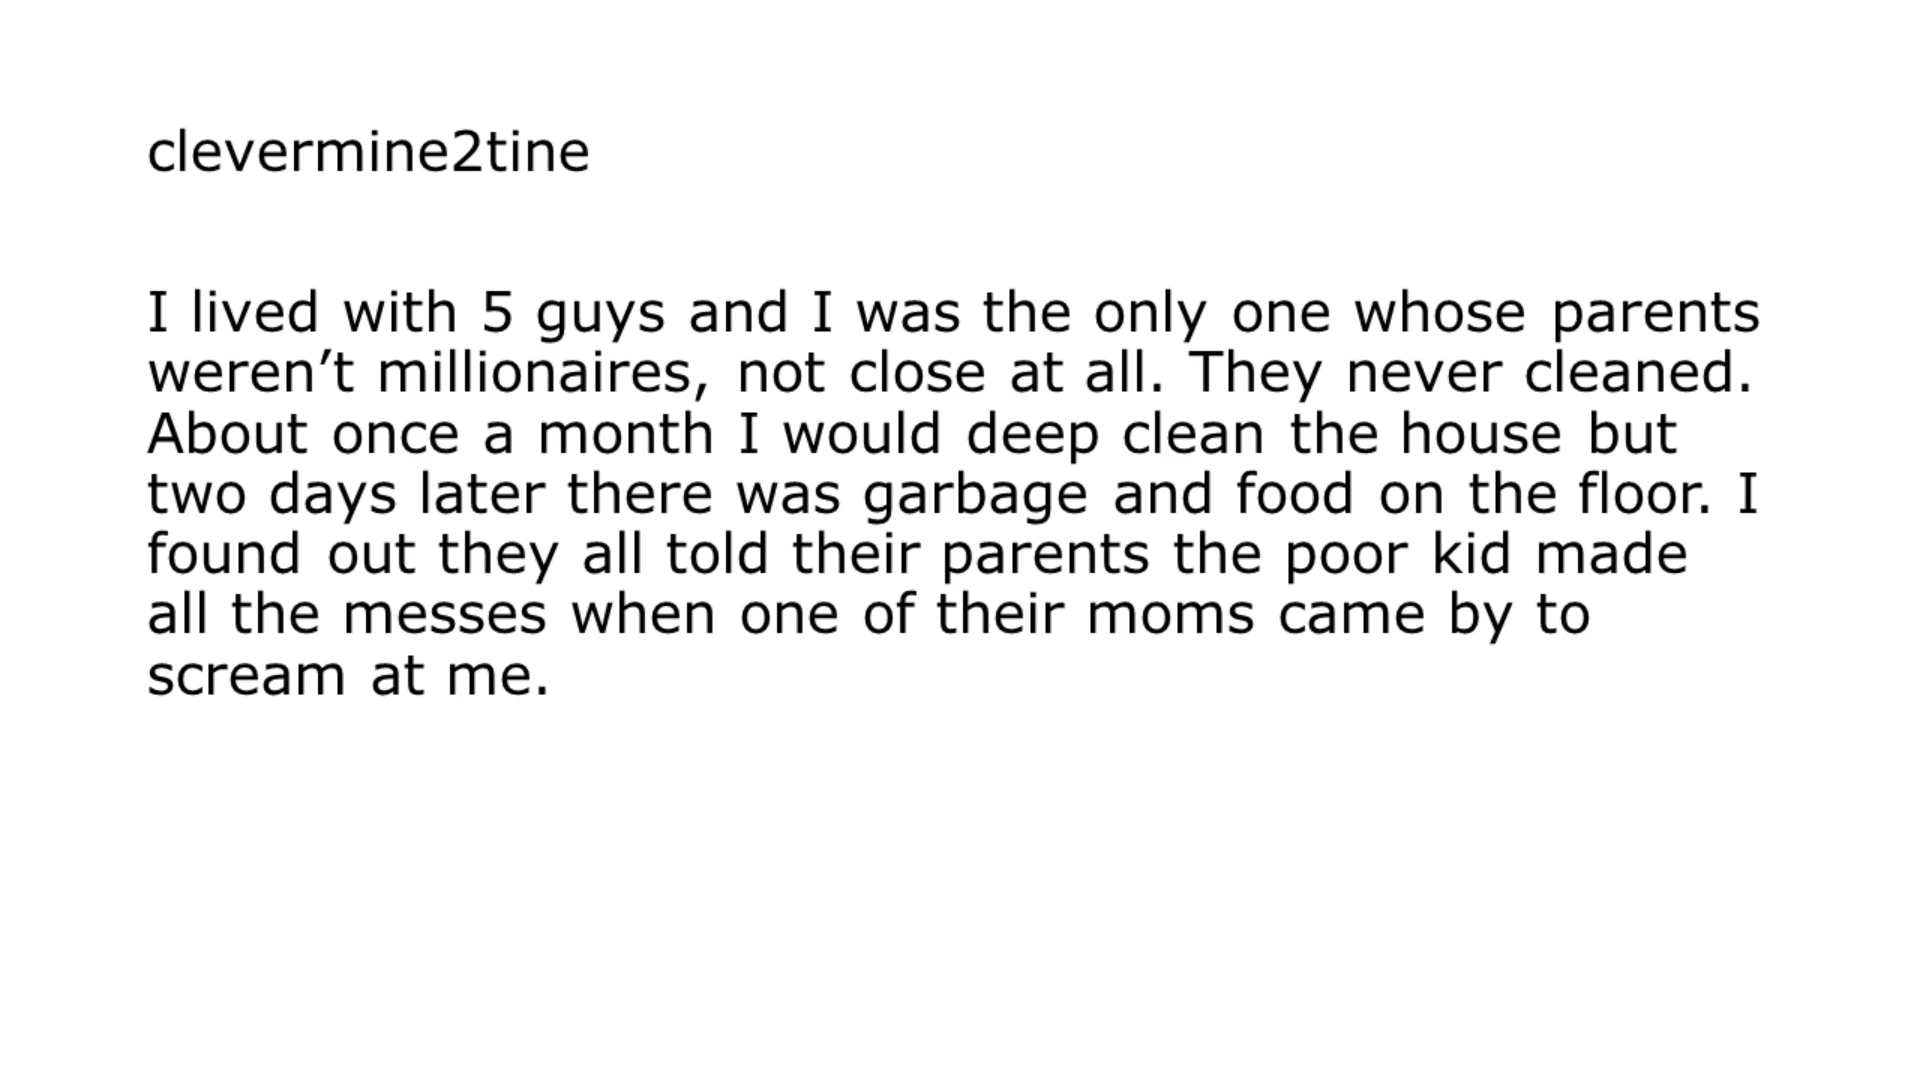 clevermine2tine
I lived with 5 guys and I was the only one whose parents
weren’t millionaires, not close at all. They never cleaned.
About once a month I would deep clean the house but
two days later there was garbage and food on the floor. I
found out they all told their parents the poor kid made
all the messes when one of their moms came by to
scream at me.